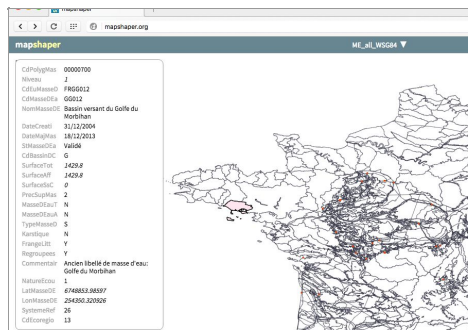 mapshaper
mapshaper.org
mapshaper
ME_all_WSG84 ▼
CdPolygMas 00000700
Niveau 1
CdEuMasseD FRGG012
CdMasseDEa GG012
NomMasseDE Bassin versant du Golfe du
Morbihan
DateCreati 31/12/2004
DateMajMas 18/12/2013
StMasseDEa Validé
CdBassinDC G
SurfaceTot 1429.8
SurfaceAff 1429.8
SurfaceSsC 0
ProcSupMas 2
MasseDEauT N
MasseDEauA N
TypeMasseD S
Karstique N
FrangeLitt Y
Regroupees Y
Commentair Ancien libellé de masse d'eau:
Golfe du Morbihan
NatureEcou 1
LatMasseDE 6748853.98597
LonMasseDE 254350.320926
SystemeRef 26
CdEcoregio 13